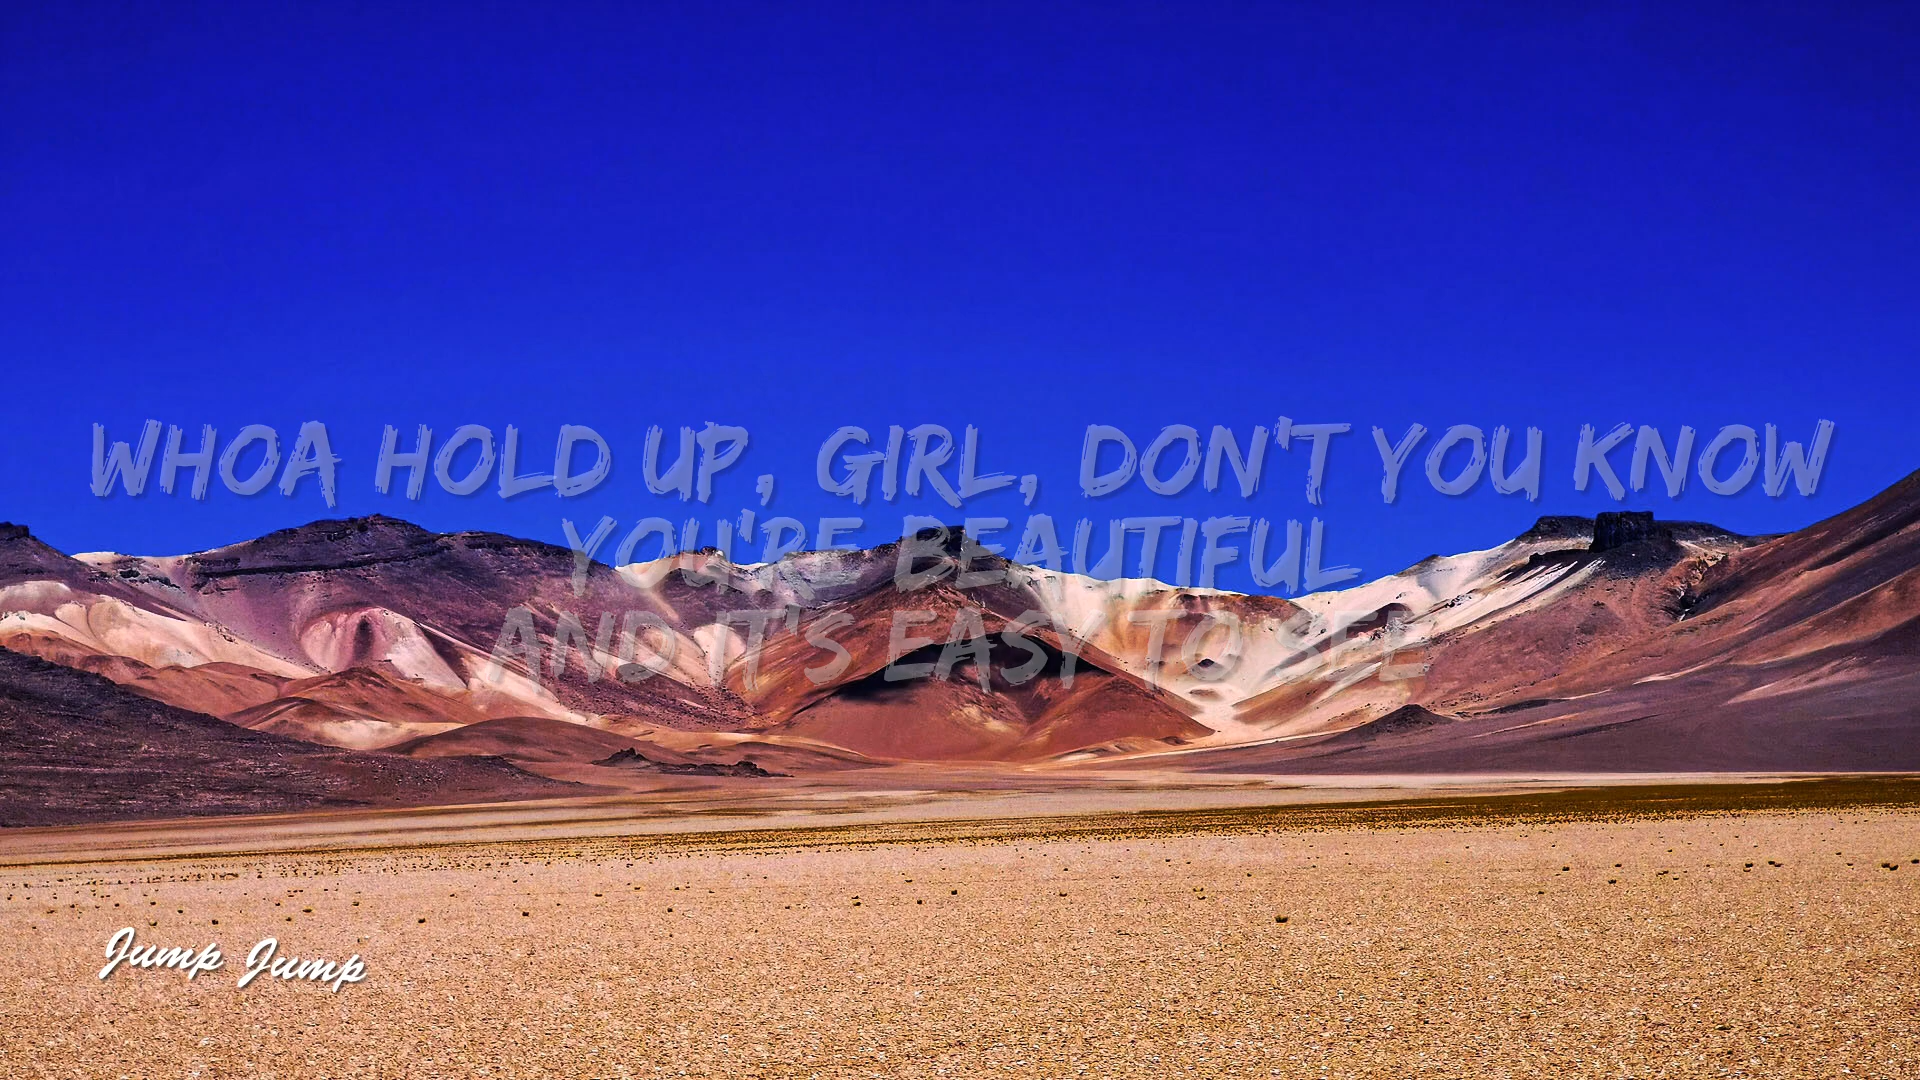 WHOA HOLD UP, GIRL, DON'T YOU KNOW
YOU'RE BEAUTIFUL
AND IT'S EASY TO SEE
Jump Jump